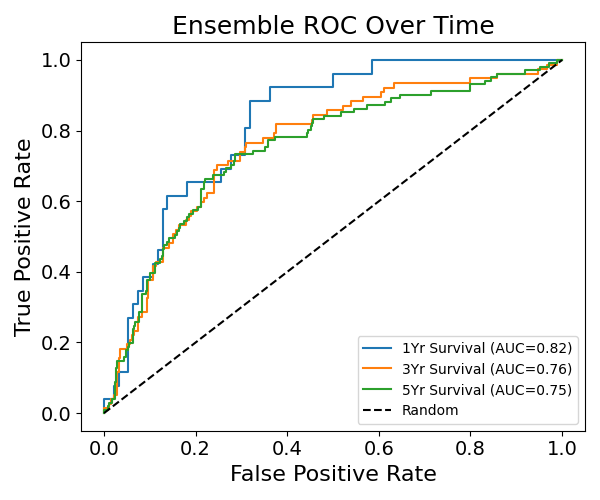 Ensemble ROC Over Time
True Positive Rate
1.0
0.8
0.6
0.4
0.2
0.0
1Yr Survival (AUC=0.82)
3Yr Survival (AUC=0.76)
5Yr Survival (AUC=0.75)
Random
0.0 0.2 0.4 0.6 0.8 1.0
False Positive Rate